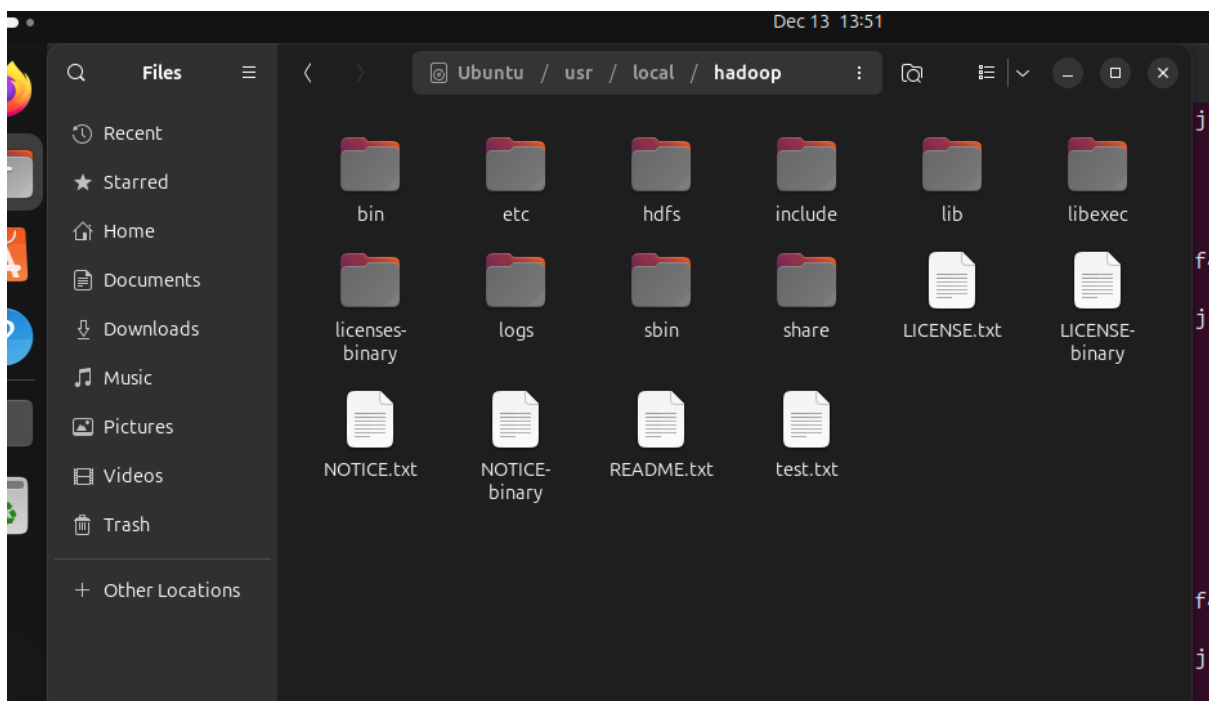 Dec 13 13:51
Files
Ubuntu / usr / local / hadoop
Recent
Starred
Home
Documents
Downloads
Music
Pictures
Videos
Trash
+ Other Locations
bin
etc
hdfs
include
lib
libexec
licenses-
binary
logs
sbin
share
LICENSE.txt
LICENSE-
binary
NOTICE.txt
NOTICE-
binary
README.txt
test.txt
j
j
j